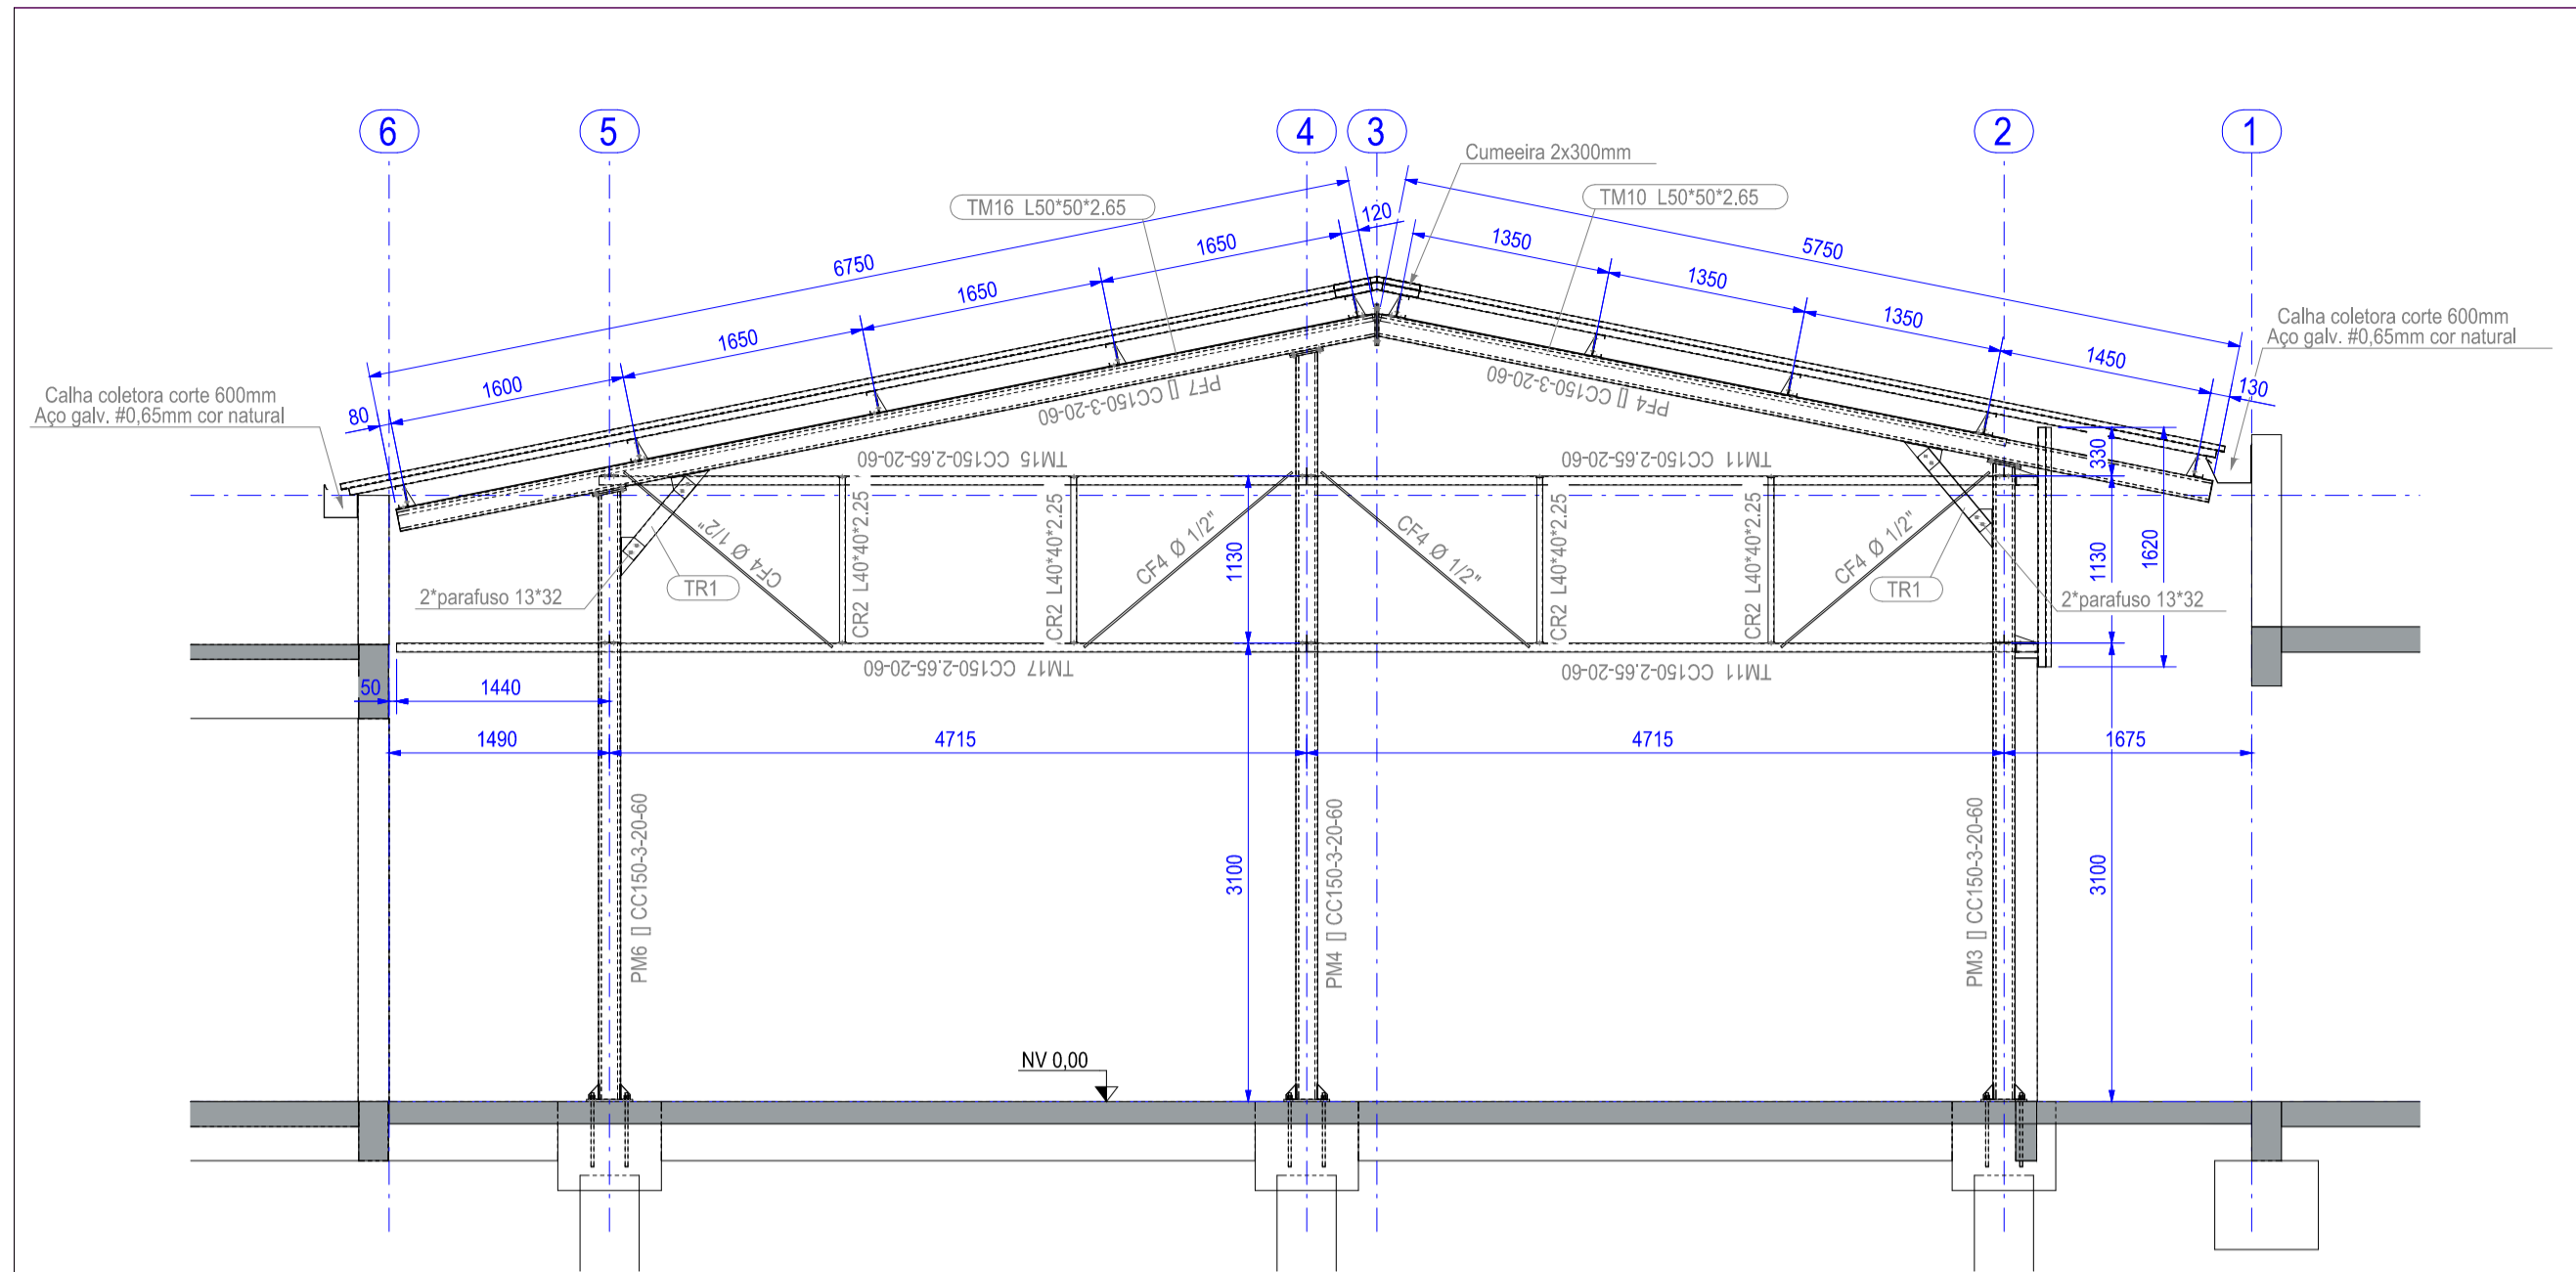 6
5
4
3
2
1
Cumeeira 2x300mm
TM16 L50*50*2.65
TM10 L50*50*2.65
120
1650
1350
5750
6750
1350
1650
1350
1650
1450
1600
130
80
Calha coletora corte 600mm
Aço galv. #0,65mm cor natural
Calha coletora corte 600mm
Aço galv. #0,65mm cor natural
PF7 [] CC150-3-20-60
PF4 [] CC150-3-20-60
TM15 CC150-2.65-20-60
TM11 CC150-2.65-20-60
330
CF4 Ø 1/2"
CR2 L40*40*2.25
CR2 L40*40*2.25
CF4 Ø 1/2"
1130
CF4 Ø 1/2"
CR2 L40*40*2.25
CR2 L40*40*2.25
CF4 Ø 1/2"
1130
1620
2*parafuso 13*32
TR1
TR1
2*parafuso 13*32
TM17 CC150-2.65-20-60
TM11 CC150-2.65-20-60
50
1440
1490
4715
4715
1675
PM6 [] CC150-3-20-60
3100
PM4 [] CC150-3-20-60
PM3 [] CC150-3-20-60
3100
NV 0,00